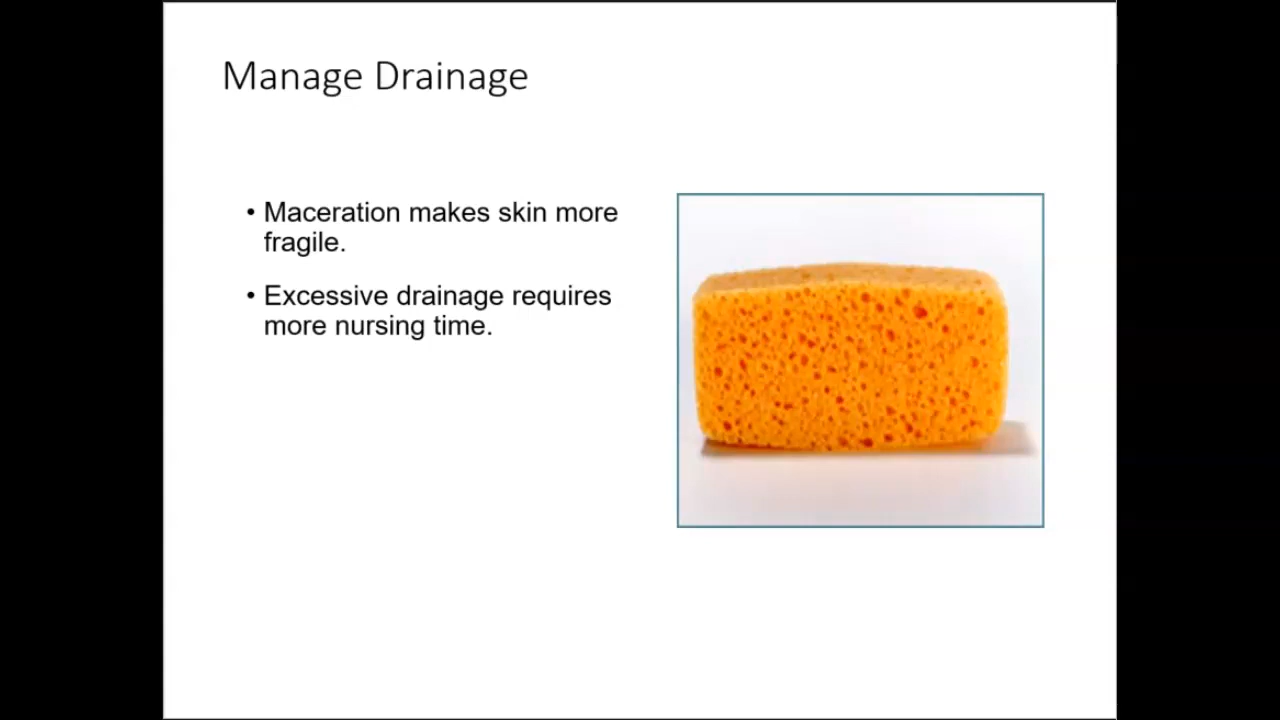 Manage Drainage
• Maceration makes skin more
fragile.
• Excessive drainage requires
more nursing time.